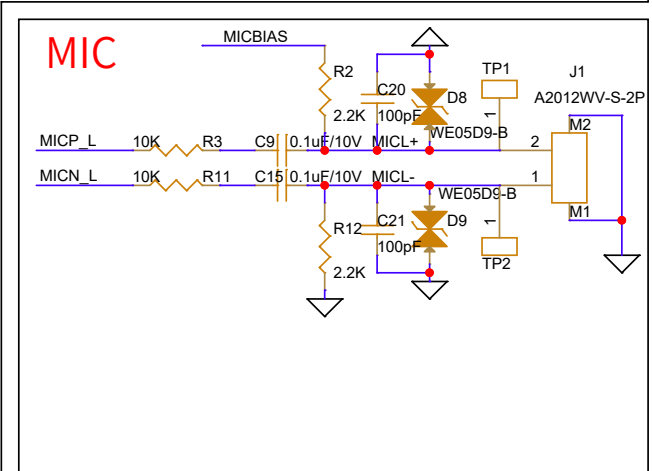 MIC
MICBIAS
R2
2.2K
C20
100pF
D8
WE05D9-B
TP1
1
J1
A2012WV-S-2P
M2
MICP_L
10K
R3
C9
0.1uF/10V
MICL+
2
MICN_L
10K
R11
C15
0.1uF/10V
MICL-
1
WE05D9-B
R12
2.2K
C21
100pF
D9
1
TP2
M1